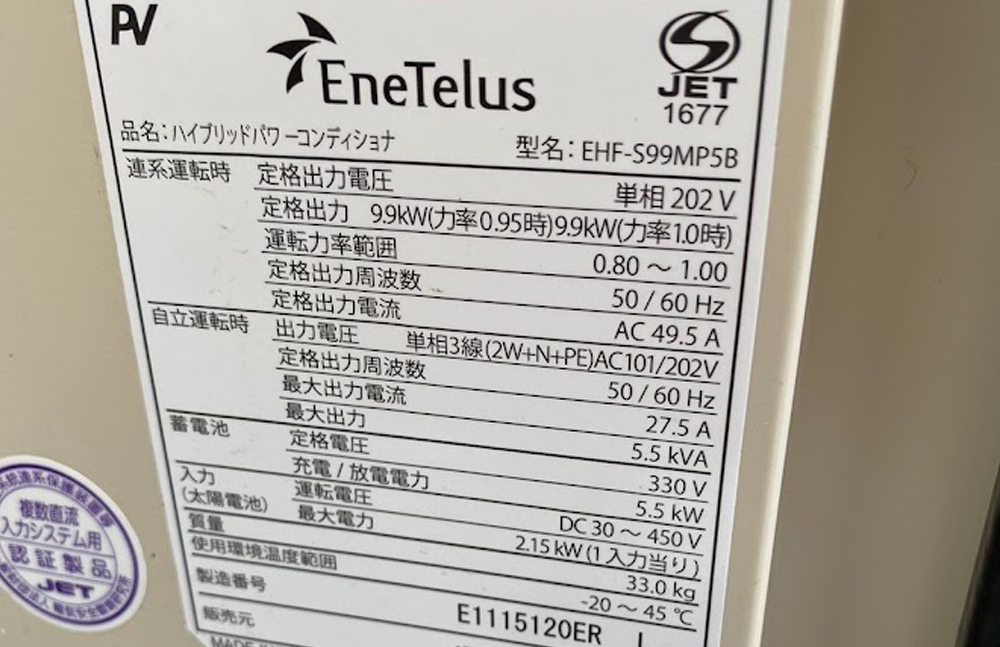 PV
EneTelus
JET
1677
品名：ハイブリッドパワーコンディショナ 型名：EHF-S99MP5B
連系運転時 定格出力電圧 単相 202 V
定格出力 9.9kW(力率0.95時)9.9kW(力率1.0時)
運転力率範囲 0.80 ～ 1.00
定格出力周波数 50 / 60 Hz
定格出力電流 AC 49.5 A
自立運転時 出力電圧 単相3線(2W+N+PE)AC101/202V
定格出力周波数 50 / 60 Hz
最大出力電流 27.5 A
最大出力 5.5 kVA
蓄電池 定格電圧 330 V
充電 / 放電電力 5.5 kW
入力 運転電圧 DC 30 ～ 450 V
(太陽電池) 最大電力 2.15 kW (1 入力当り)
質量 33.0 kg
使用環境温度範囲 -20 ～ 45 ℃
製造番号 E1115120ER
販売元
系統連系保護装置等
複数直流
入力システム用
認証製品
JET